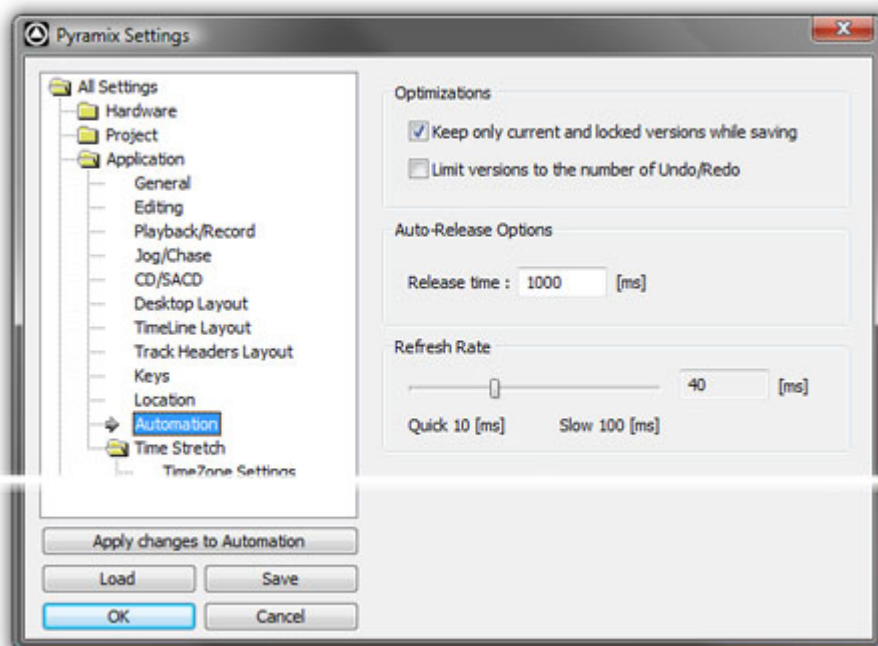 Pyramix Settings
All Settings
Hardware
Project
Application
General
Editing
Playback/Record
Jog/Chase
CD/SACD
Desktop Layout
TimeLine Layout
Track Headers Layout
Keys
Location
Automation
Time Stretch
TimeZone Settings
Apply changes to Automation
Load Save
OK Cancel
Optimizations
Keep only current and locked versions while saving
Limit versions to the number of Undo/Redo
Auto-Release Options
Release time : 1000 [ms]
Refresh Rate
40 [ms]
Quick 10 [ms] Slow 100 [ms]